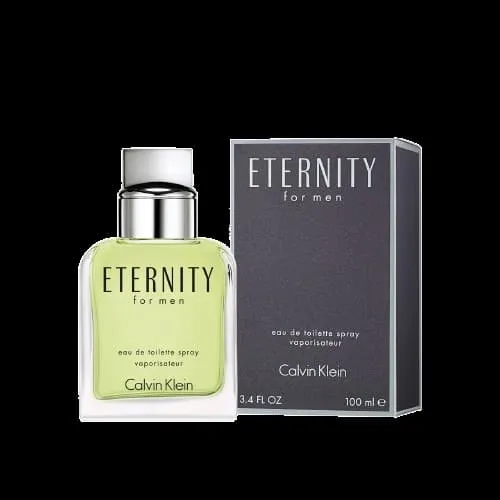 ETERNITY
for men
eau de toilette spray
vaporisateur
Calvin Klein
ETERNITY
for men
eau de toilette spray
vaporisateur
Calvin Klein
3.4 FL OZ 100 ml e